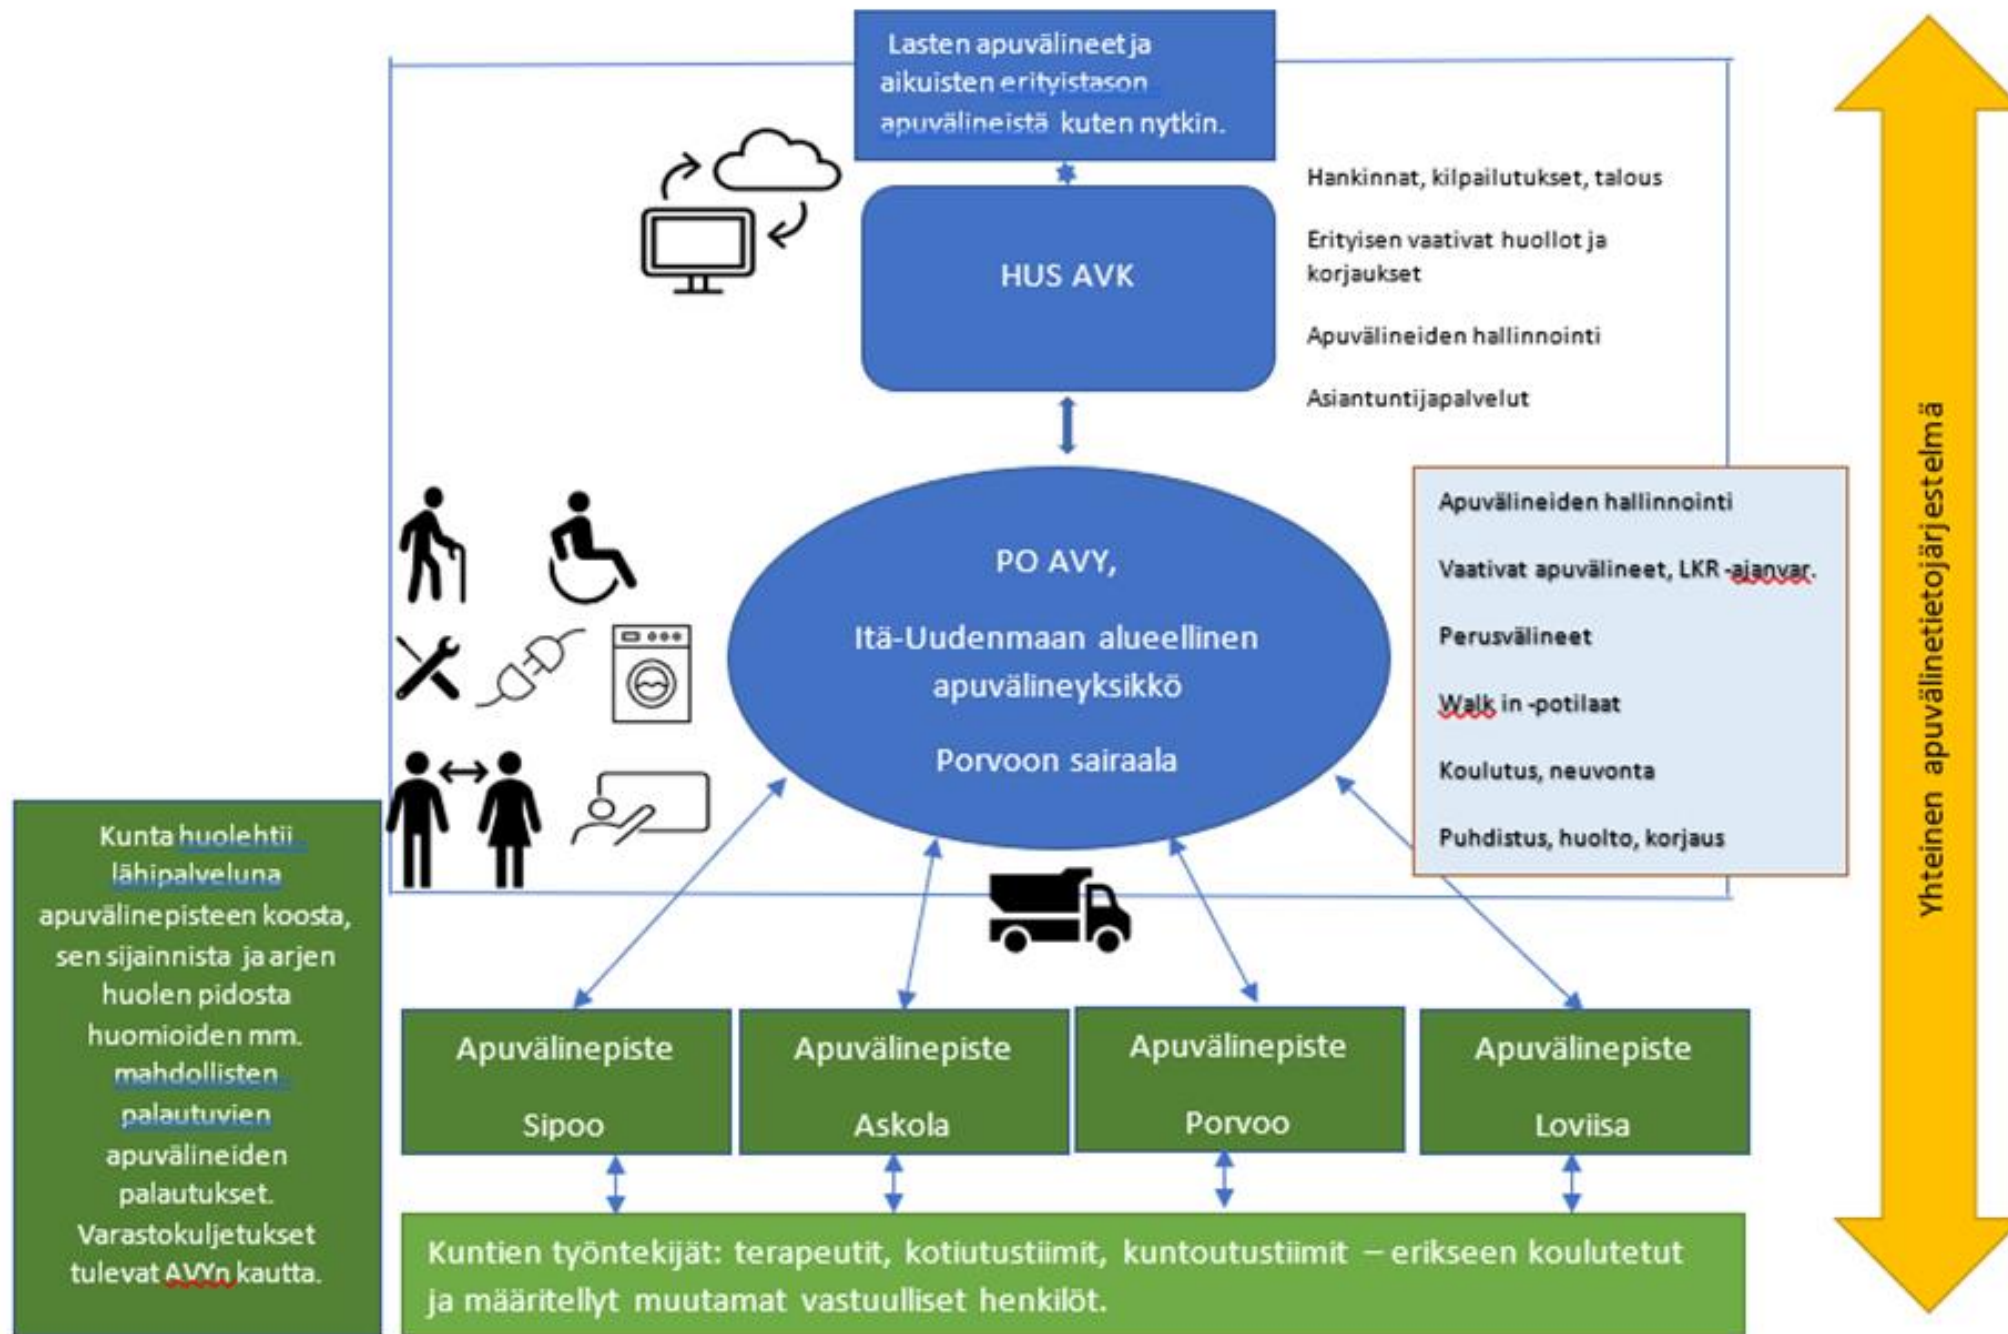 Lasten apuvälineet ja
aikuisten erityistason
apuvälineistä kuten nytkin.
HUS AVK
Hankinnat, kilpailutukset, talous
Erityisen vaativat huollot ja
korjaukset
Apuvälineiden hallinnointi
Asiantuntijapalvelut
PO AVY,
Itä-Uudenmaan alueellinen
apuvälineyksikkö
Porvoon sairaala
Apuvälineiden hallinnointi
Vaativat apuvälineet, LKR -ajanvar.
Perusvälineet
Walk in -potilaat
Koulutus, neuvonta
Puhdistus, huolto, korjaus
Yhteinen apuvälinetietojärjestelmä
Kunta huolehtii
lähipalveluna
apuvälinepisteen koosta,
sen sijainnista ja arjen
huolen pidosta
huomioiden mm.
mahdollisten
palautuvien
apuvälineiden
palautukset.
Varastokuljetukset
tulevat AVYn kautta.
Apuvälinepiste
Sipoo
Apuvälinepiste
Askola
Apuvälinepiste
Porvoo
Apuvälinepiste
Loviisa
Kuntien työntekijät: terapeutit, kotiutustiimit, kuntoutustiimit – erikseen koulutetut
ja määritellyt muutamat vastuulliset henkilöt.